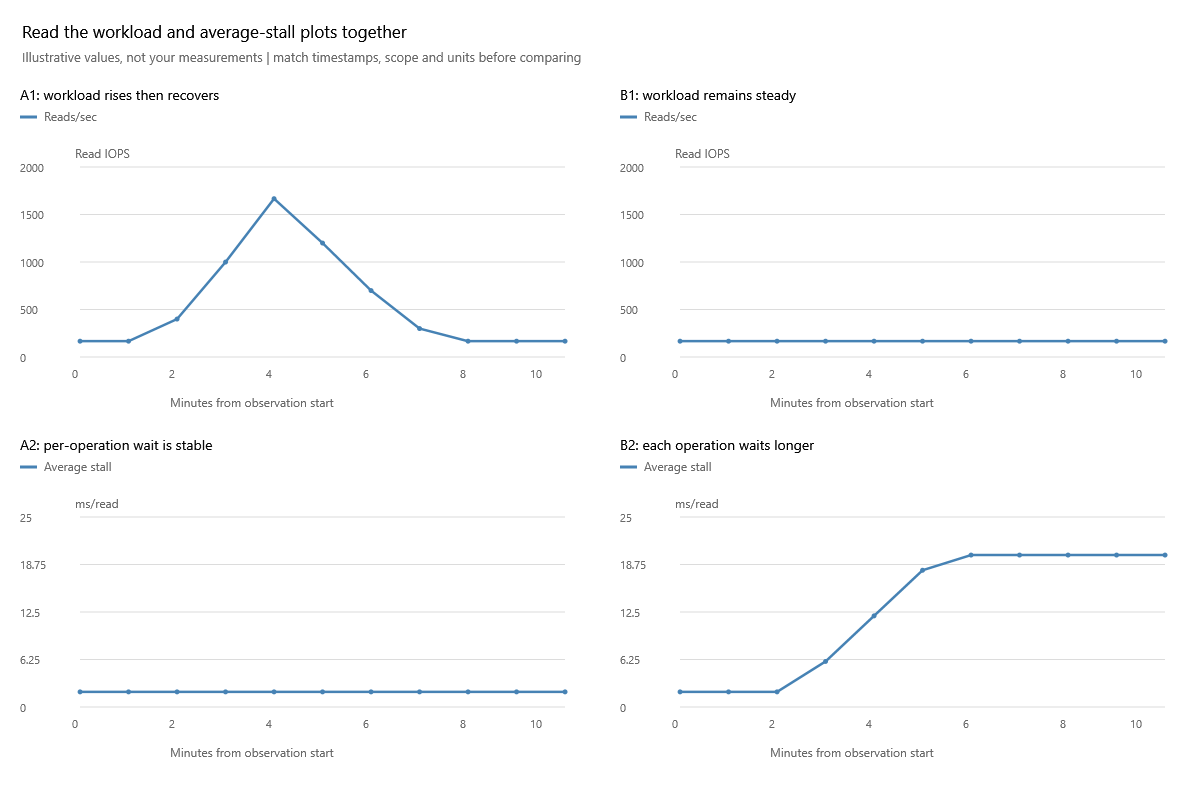 Read the workload and average-stall plots together
Illustrative values, not your measurements | match timestamps, scope and units before comparing
A1: workload rises then recovers
Reads/sec
Read IOPS
2000
1500
1000
500
0
0 2 4 6 8 10
Minutes from observation start
B1: workload remains steady
Reads/sec
Read IOPS
2000
1500
1000
500
0
0 2 4 6 8 10
Minutes from observation start
A2: per-operation wait is stable
Average stall
ms/read
25
18.75
12.5
6.25
0
0 2 4 6 8 10
Minutes from observation start
B2: each operation waits longer
Average stall
ms/read
25
18.75
12.5
6.25
0
0 2 4 6 8 10
Minutes from observation start